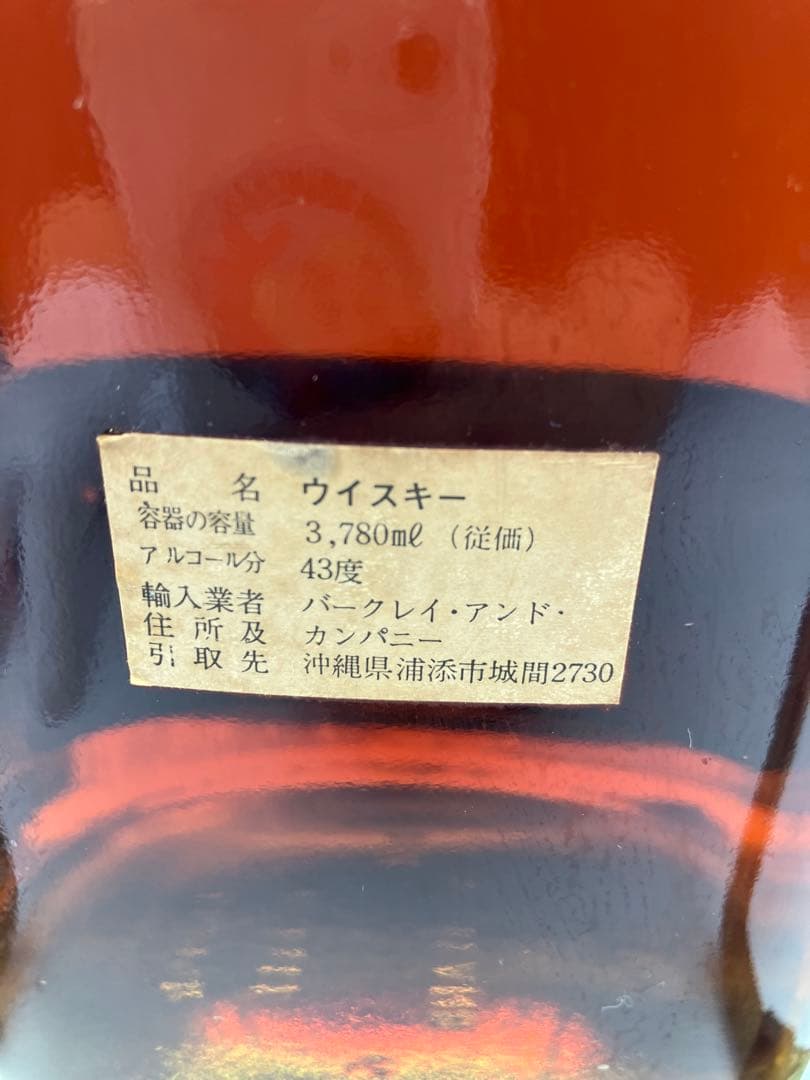 品名 ウイスキー
容器の容量 3,780mℓ (従価)
アルコール分 43度
輸入業者 バークレイ・アンド・
住所及 カンパニー
引取先 沖縄県浦添市城間2730